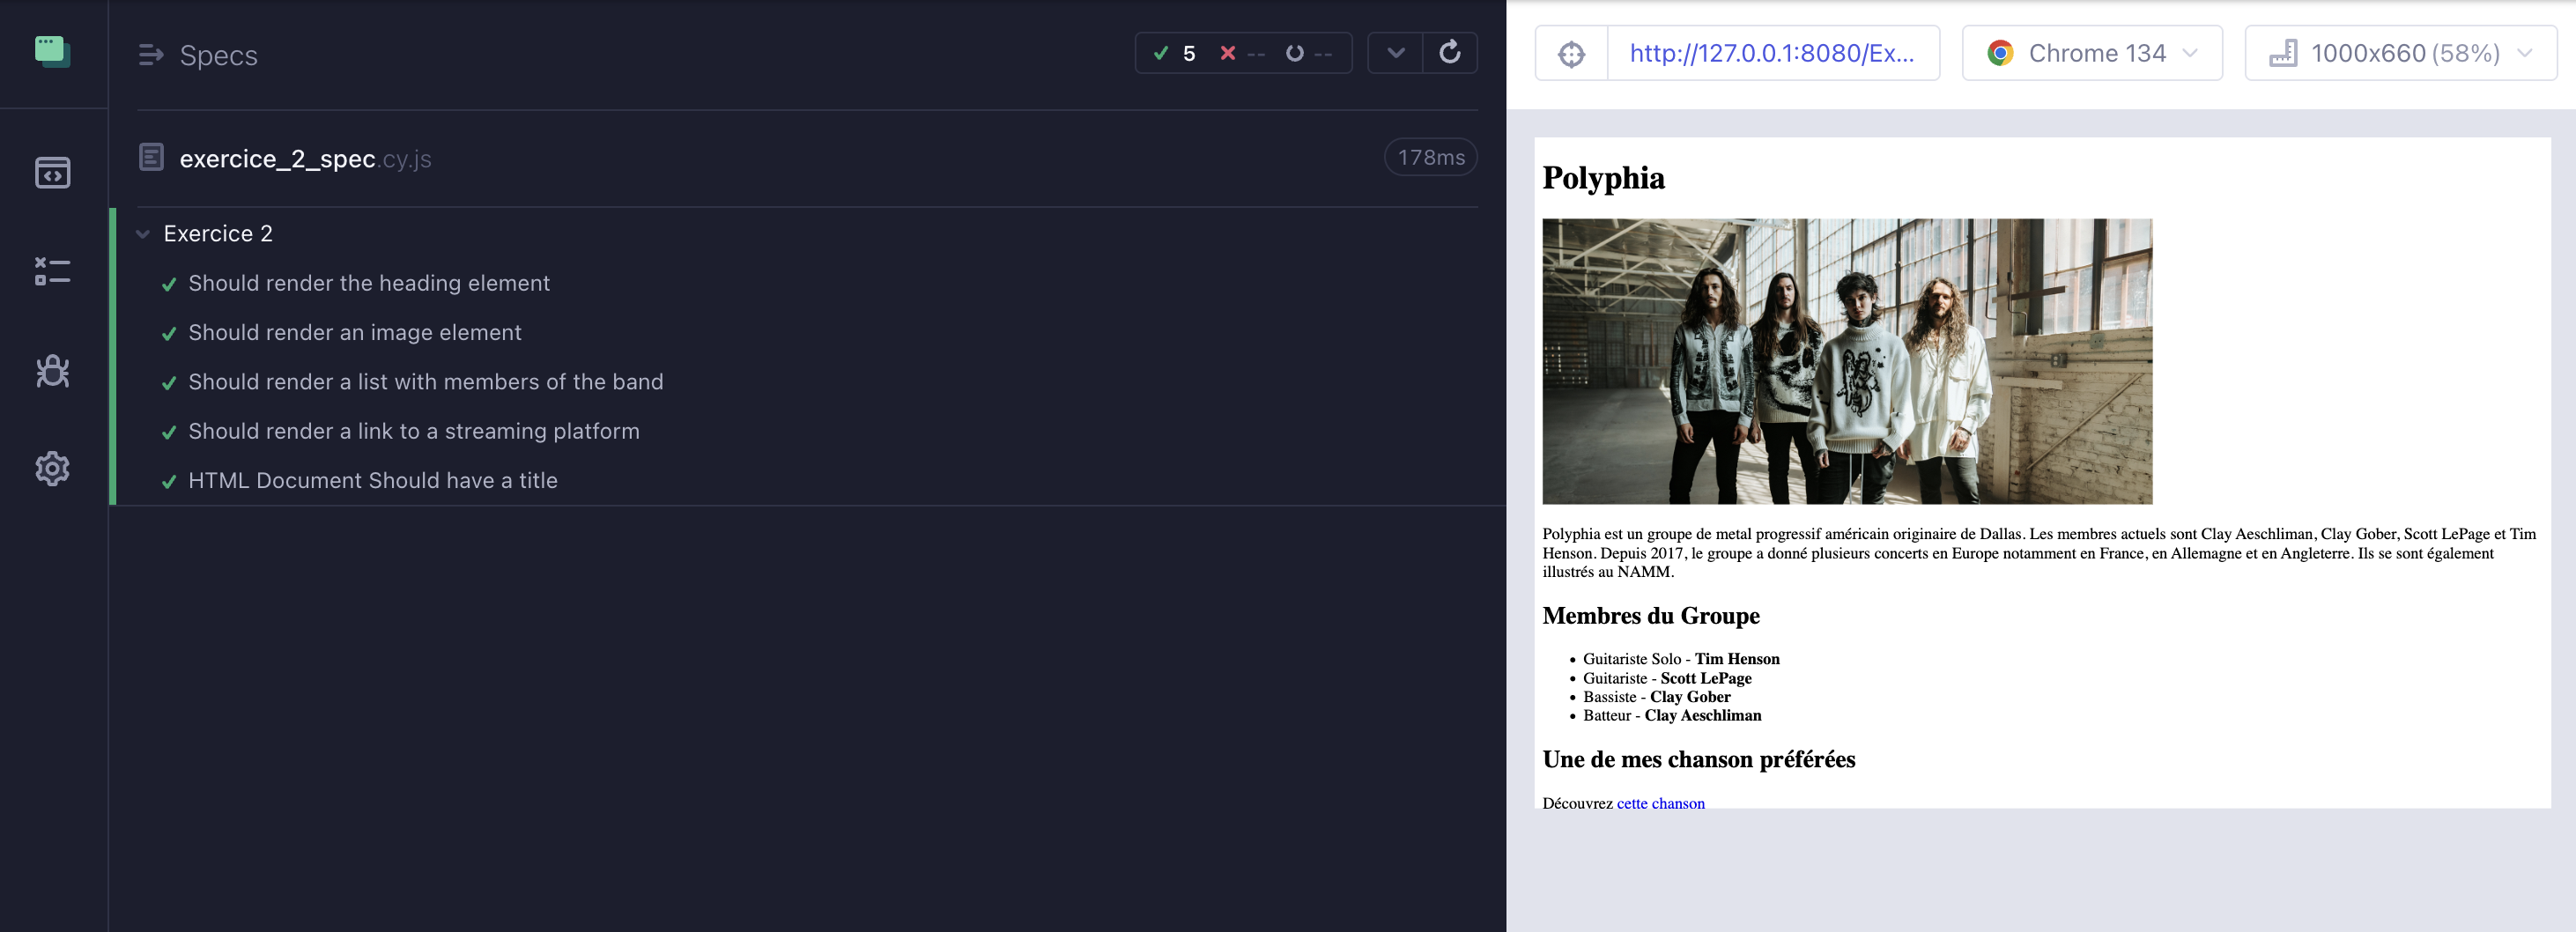 Specs
5 -- --
exercice_2_spec.cy.js
178ms
Exercice 2
Should render the heading element
Should render an image element
Should render a list with members of the band
Should render a link to a streaming platform
HTML Document Should have a title
http://127.0.0.1:8080/Ex...
Chrome 134
1000x660 (58%)
Polyphia
Polyphia est un groupe de metal progressif américain originaire de Dallas. Les membres actuels sont Clay Aeschliman, Clay Gober, Scott LePage et Tim
Henson. Depuis 2017, le groupe a donné plusieurs concerts en Europe notamment en France, en Allemagne et en Angleterre. Ils se sont également
illustrés au NAMM.
Membres du Groupe
• Guitariste Solo - Tim Henson
• Guitariste - Scott LePage
• Bassiste - Clay Gober
• Batteur - Clay Aeschliman
Une de mes chanson préférées
Découvrez cette chanson